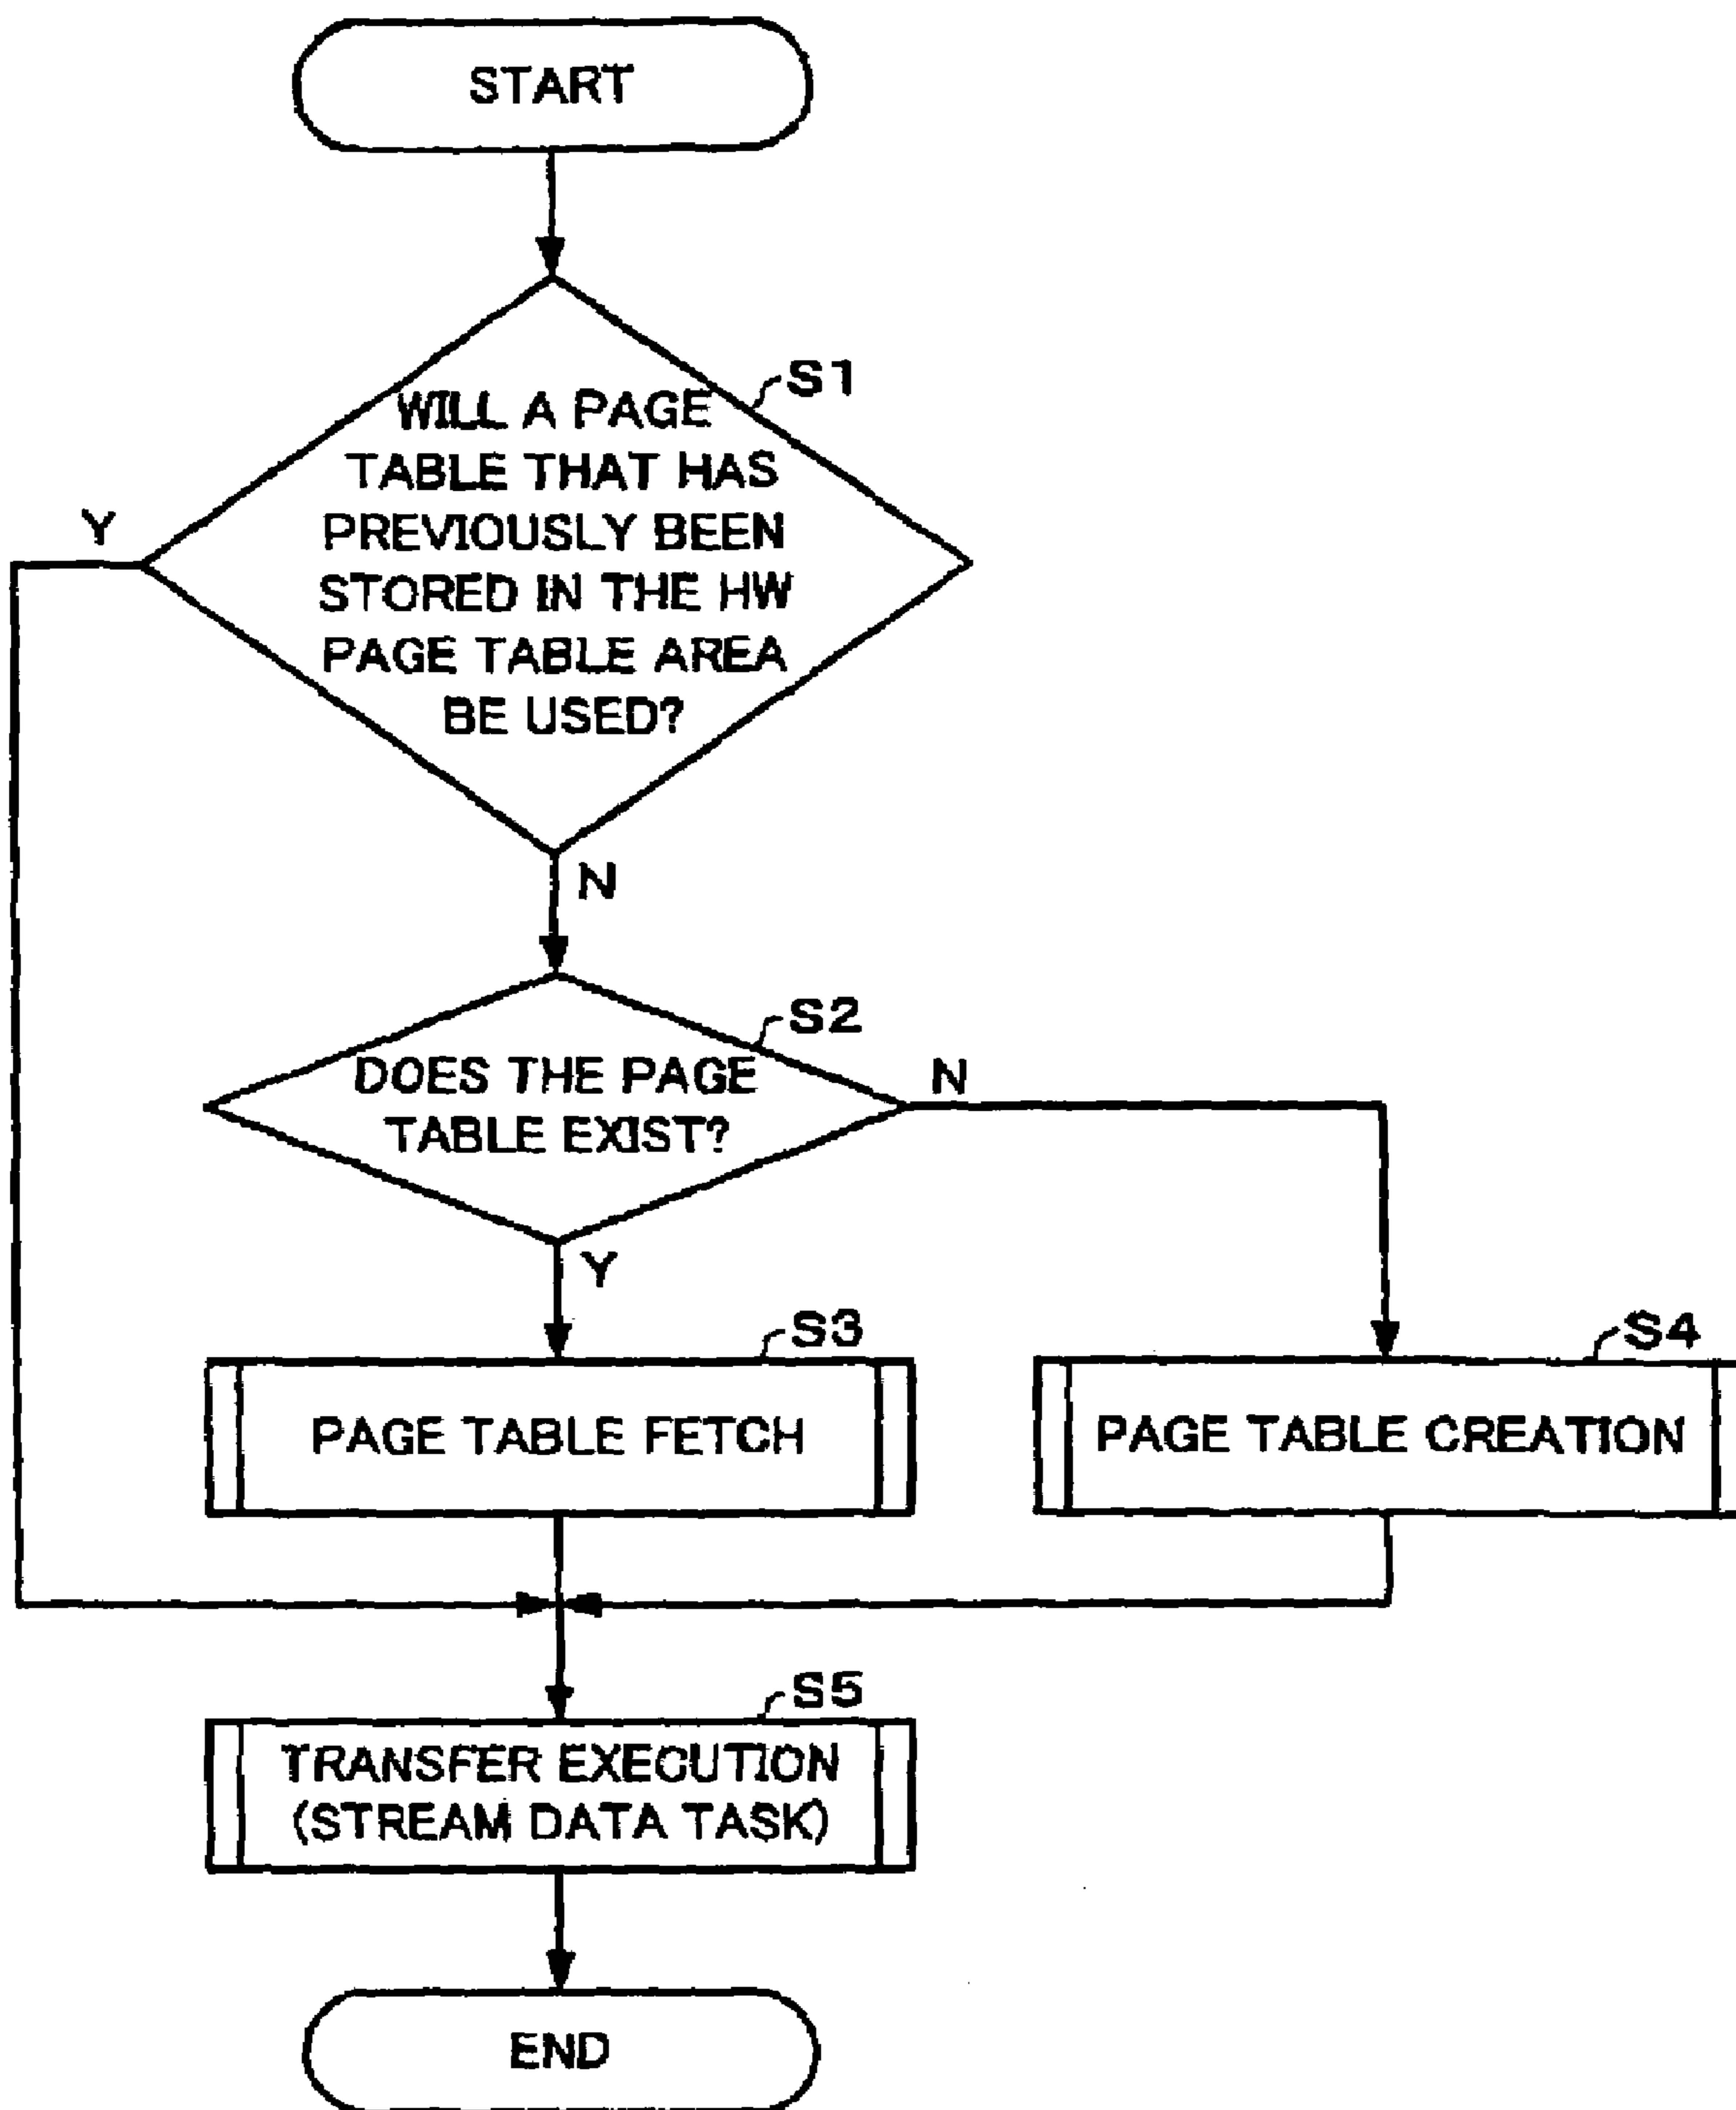 START
S1
WILL A PAGE
TABLE THAT HAS
PREVIOUSLY BEEN
STORED IN THE HW
PAGE TABLE AREA
BE USED?
Y
N
S2
DOES THE PAGE
TABLE EXIST?
N
Y
S3
PAGE TABLE FETCH
S4
PAGE TABLE CREATION
S5
TRANSFER EXECUTION
(STREAM DATA TASK)
END